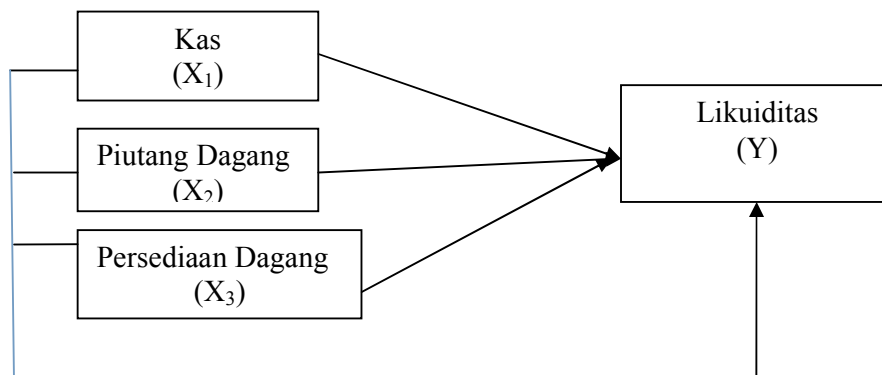 Kas
(X₁)
Likuiditas
(Y)
Piutang Dagang
(X₂)
Persediaan Dagang
(X₃)